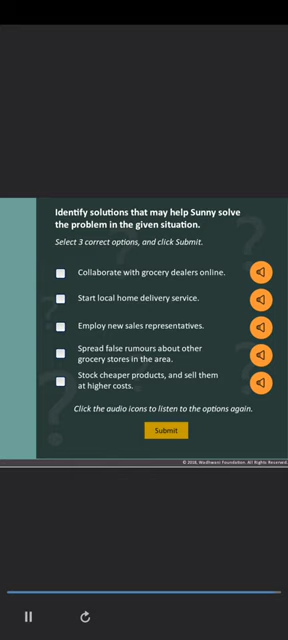 Identify solutions that may help Sunny solve
the problem in the given situation.
Select 3 correct options, and click Submit.
Collaborate with grocery dealers online.
Start local home delivery service.
Employ new sales representatives.
Spread false rumours about other
grocery stores in the area.
Stock cheaper products, and sell them
at higher costs.
Click the audio icons to listen to the options again.
Submit
© 2018, Wadhwani Foundation. All Rights Reserved.